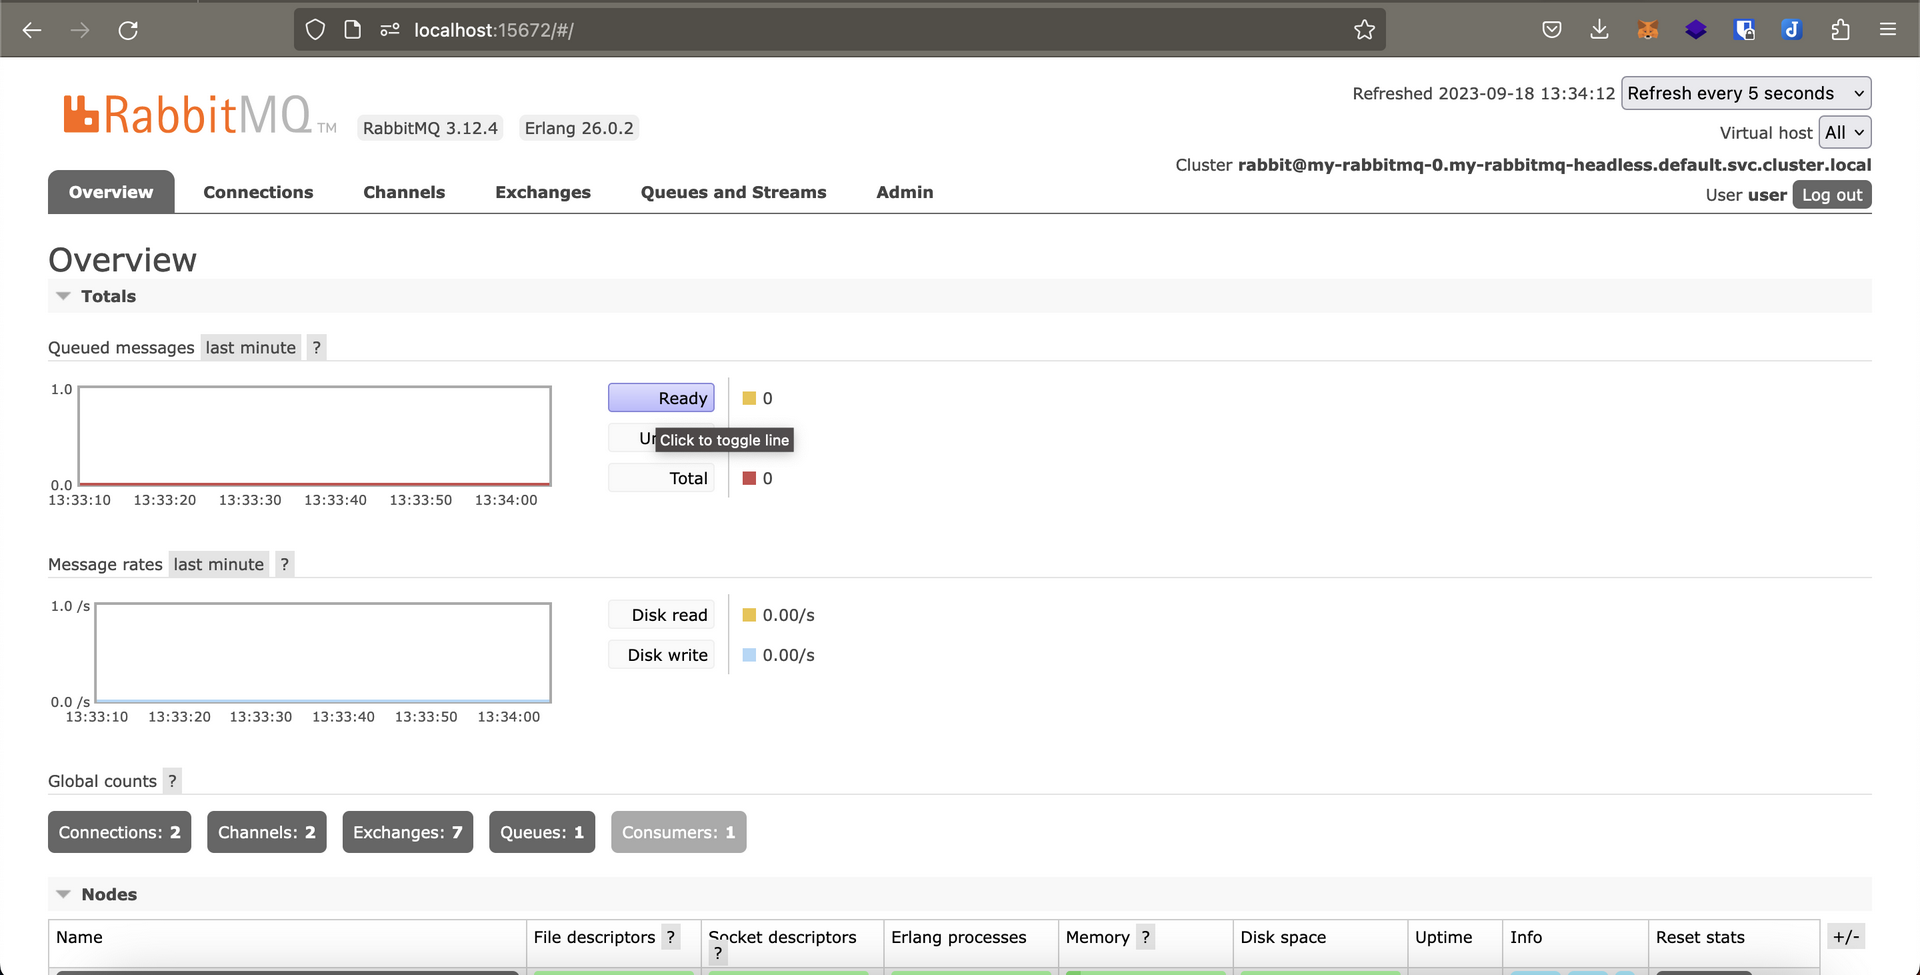 localhost:15672/#/
Refreshed 2023-09-18 13:34:12 Refresh every 5 seconds
RabbitMQ TM RabbitMQ 3.12.4 Erlang 26.0.2
Virtual host All
Cluster rabbit@my-rabbitmq-0.my-rabbitmq-headless.default.svc.cluster.local
Overview Connections Channels Exchanges Queues and Streams Admin
User user Log out
Overview
Totals
Queued messages last minute ?
1.0
Ready 0
Click to toggle line
Total 0
0.0
13:33:10 13:33:20 13:33:30 13:33:40 13:33:50 13:34:00
Message rates last minute ?
1.0 /s
Disk read 0.00/s
Disk write 0.00/s
0.0 /s
13:33:10 13:33:20 13:33:30 13:33:40 13:33:50 13:34:00
Global counts ?
Connections: 2 Channels: 2 Exchanges: 7 Queues: 1 Consumers: 1
Nodes
Name File descriptors ? Socket descriptors ? Erlang processes Memory ? Disk space Uptime Info Reset stats +/-